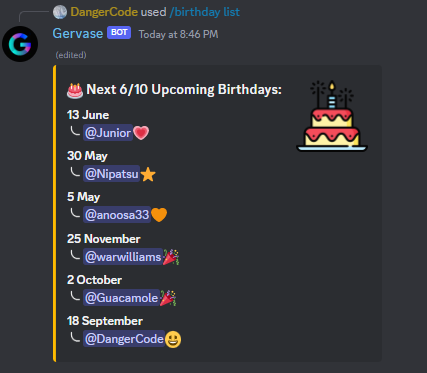 DangerCode used /birthday list
Gervase BOT Today at 8:46 PM
(edited)
Next 6/10 Upcoming Birthdays:
13 June
@Junior
30 May
@Nipatsu
5 May
@anoosa33
25 November
@warwilliams
2 October
@Guacamole
18 September
@DangerCode